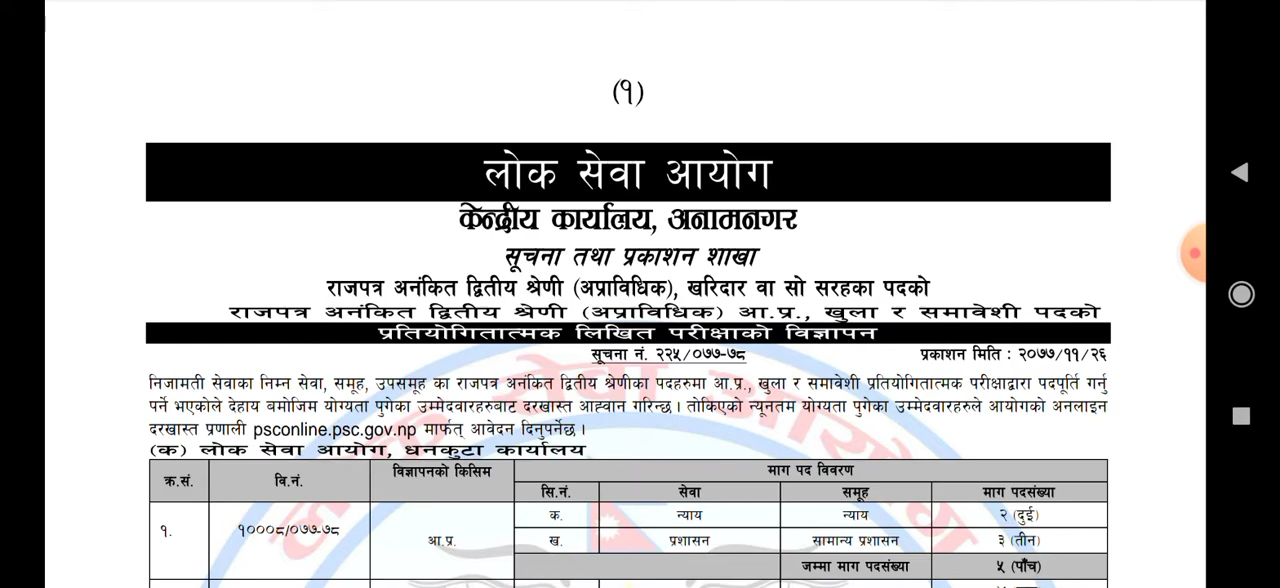 (१)
लोक सेवा आयोग
केन्द्रीय कार्यालय, अनामनगर
सूचना तथा प्रकाशन शाखा
राजपत्र अनंकित द्वितीय श्रेणी (अप्राविधिक), खरिदार वा सो सरहका पदको
राजपत्र अनंकित द्वितीय श्रेणी (अप्राविधिक) आ.प्र., खुला र समावेशी पदको
प्रतियोगितात्मक लिखित परीक्षाको विज्ञापन
सूचना नं. २२५/०७७-७८ प्रकाशन मिति : २०७७/११/२६
निजामती सेवाका निम्न सेवा, समूह, उपसमूह का राजपत्र अनंकित द्वितीय श्रेणीका पदहरुमा आ.प्र., खुला र समावेशी प्रतियोगितात्मक परीक्षाद्वारा पदपूर्ति गर्नु
पर्ने भएकोले देहाय बमोजिम योग्यता पुगेका उम्मेदवारहरुबाट दरखास्त आह्वान गरिन्छ । तोकिएको न्यूनतम योग्यता पुगेका उम्मेदवारहरुले आयोगको अनलाइन
दरखास्त प्रणाली psconline.psc.gov.np मार्फत् आवेदन दिनुपर्नेछ ।
(क) लोक सेवा आयोग, धनकुटा कार्यालय
क्र.सं. वि.नं. विज्ञापनको किसिम माग पद विवरण
सि.नं. सेवा समूह माग पदसंख्या
१. १०००८/०७७-७८ आ.प्र. क. न्याय न्याय २ (दुई)
ख. प्रशासन सामान्य प्रशासन ३ (तीन)
जम्मा माग पदसंख्या ५ (पाँच)